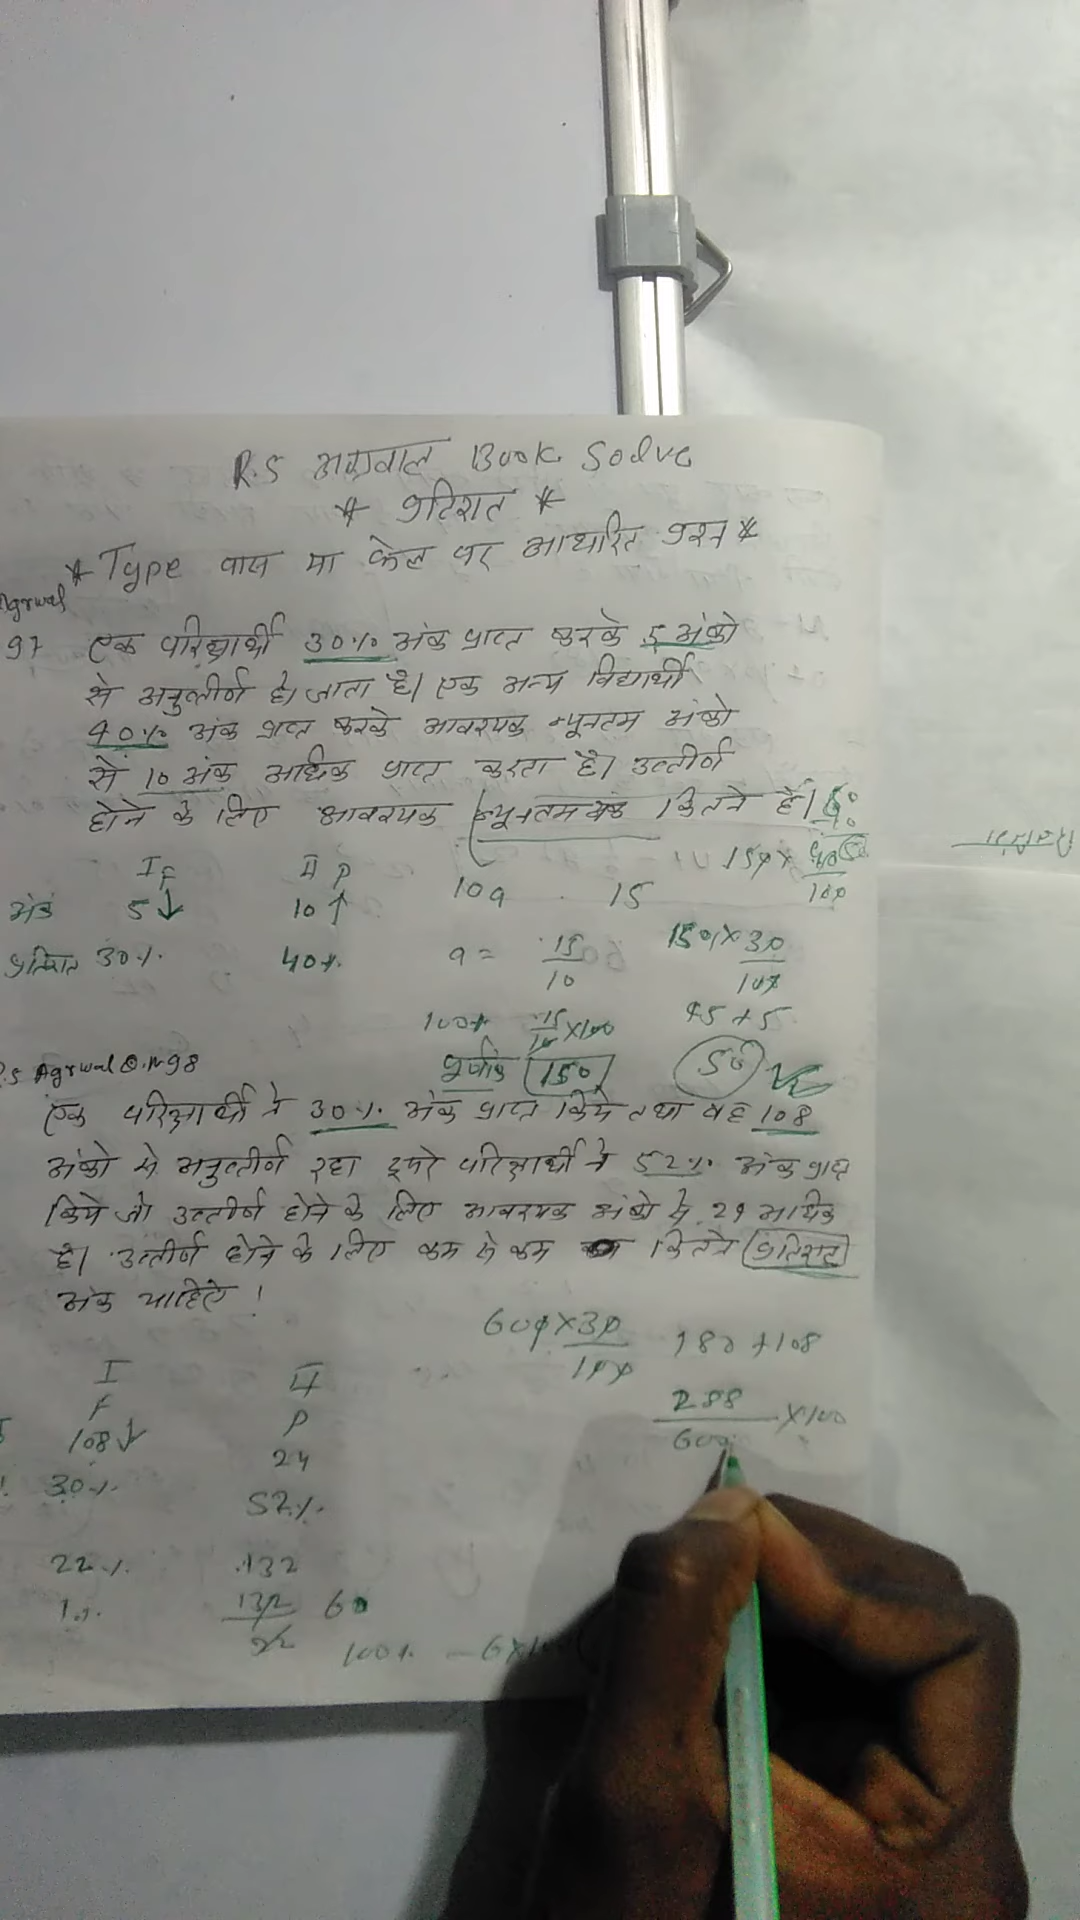 R.S अग्रवाल Book Solve
* प्रतिशत *
* Type पास या फेल पर आधारित प्रश्न *
Agrwal
97 एक परिक्षार्थी 30% अंक प्राप्त करके 5 अंको
से अनुत्तीर्ण हो जाता है। एक अन्य विद्यार्थी
40% अंक प्राप्त करके आवश्यक न्यूनतम अंको
से 10 अंक अधिक प्राप्त करता है। उत्तीर्ण
होने के लिए आवश्यक न्यूनतम अंक कितने है।
I F II P
अंक 5↓ 10↑ 15
प्रतिशत 30% 40%
= 15/10
150 × 30/100
15/10 × 100
45 + 5
पूर्णांक 150 50
Agrwal Q.N 98
एक परिक्षार्थी ने 30% अंक प्राप्त किये तथा वह 108
अंको से अनुत्तीर्ण रहा दूसरे परिक्षार्थी ने 52% अंक प्राप्त
किये जो उत्तीर्ण होने के लिए आवश्यक अंको से 24 अधिक
है। उत्तीर्ण होने के लिए कम से कम कितने प्रतिशत
अंक चाहिऐ !
600 × 30/100 180 + 108
I II
F P
108↓ 24
288/600 × 100
30% 52%
22% 132
1% 132/22 6
100% - 6×100